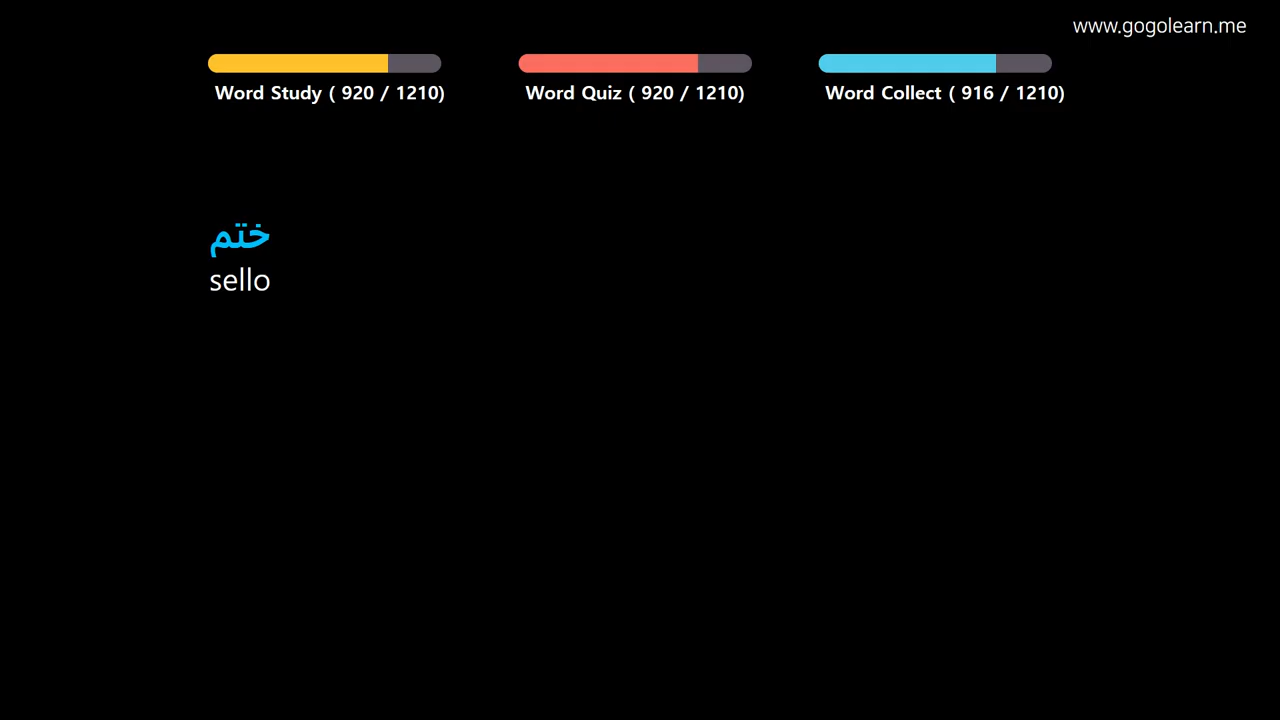 www.gogolearn.me
Word Study ( 920 / 1210)
Word Quiz ( 920 / 1210)
Word Collect ( 916 / 1210)
ختم
sello